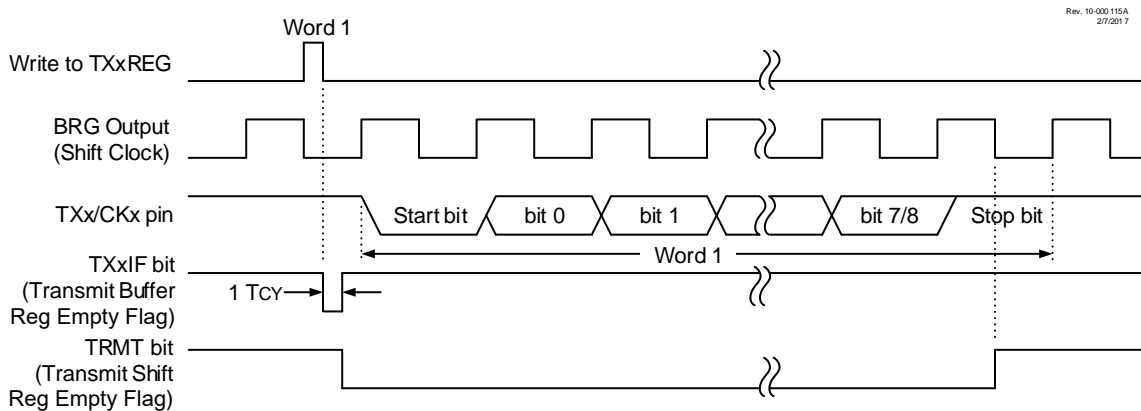 Rev. 10-000 115A
2/7/201 7
Word 1
Write to TXxREG
BRG Output
(Shift Clock)
TXx/CKx pin
Start bit
bit 0
bit 1
bit 7/8
Stop bit
Word 1
TXxIF bit
(Transmit Buffer
Reg Empty Flag)
1 TCY
TRMT bit
(Transmit Shift
Reg Empty Flag)